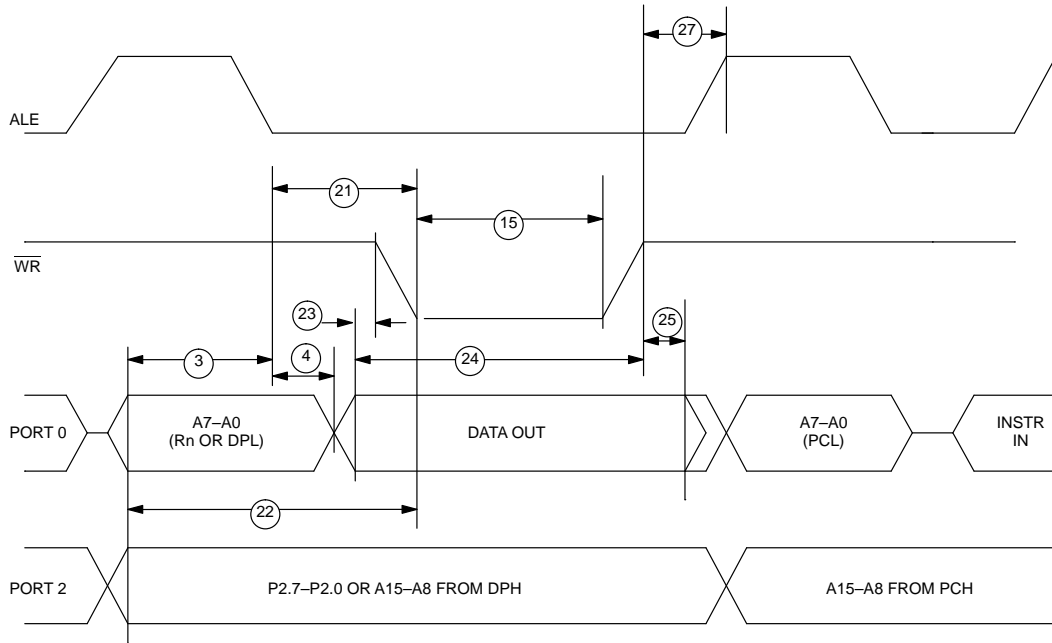 27
ALE
21
15
WR
23
25
3
4
24
PORT 0
A7–A0
(Rn OR DPL)
DATA OUT
A7–A0
(PCL)
INSTR
IN
22
PORT 2
P2.7–P2.0 OR A15–A8 FROM DPH
A15–A8 FROM PCH